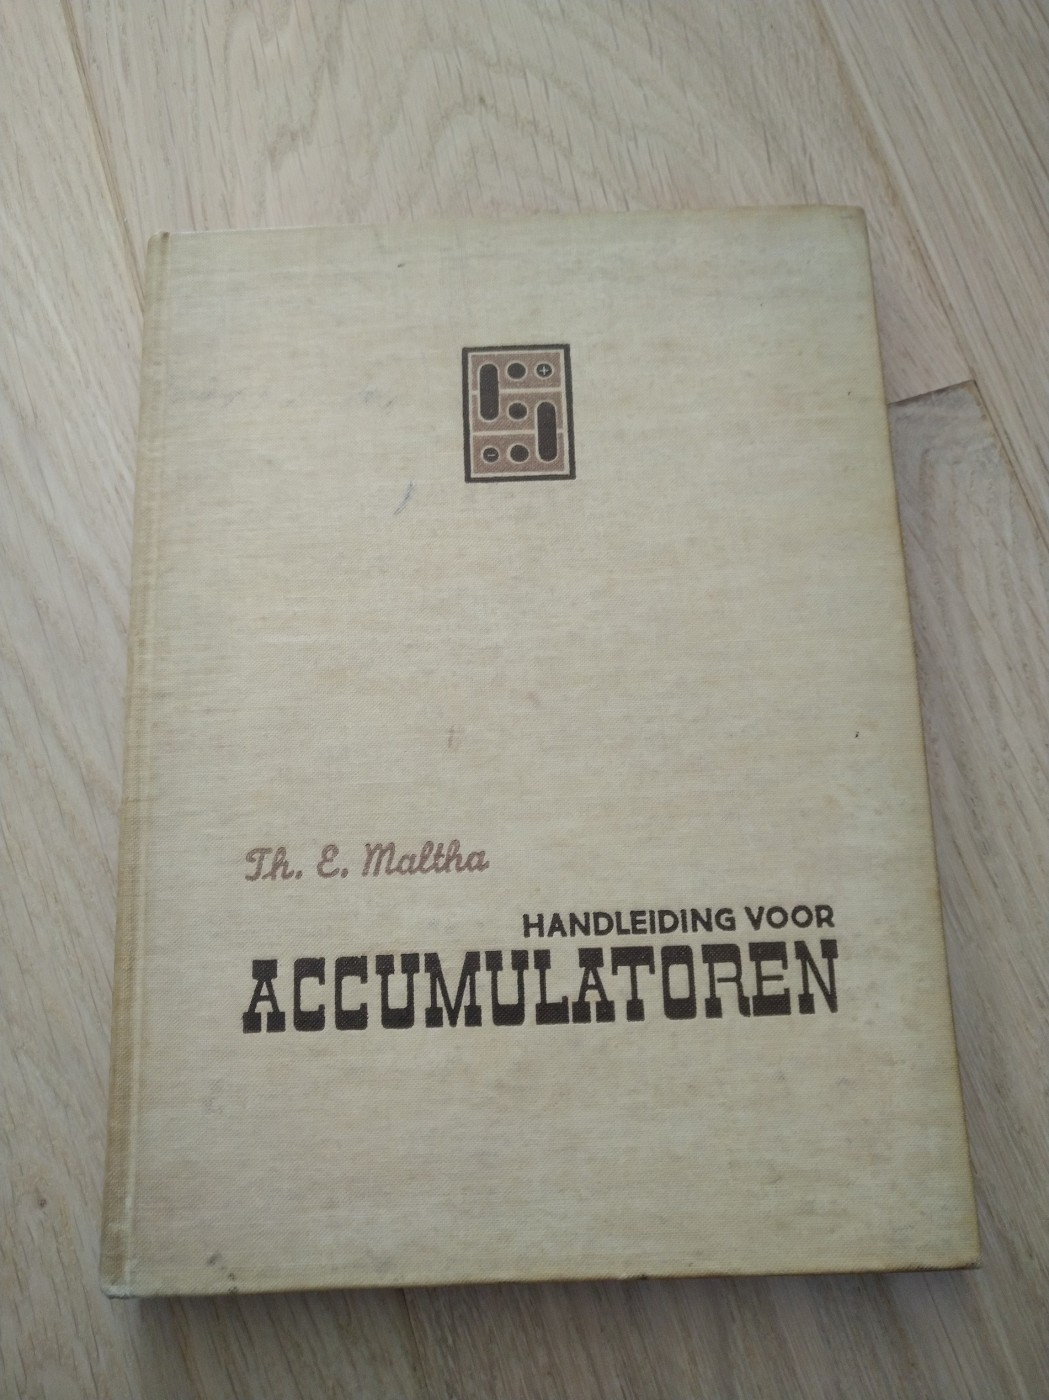 +
-
Th. E. Maltha
HANDLEIDING VOOR
ACCUMULATOREN